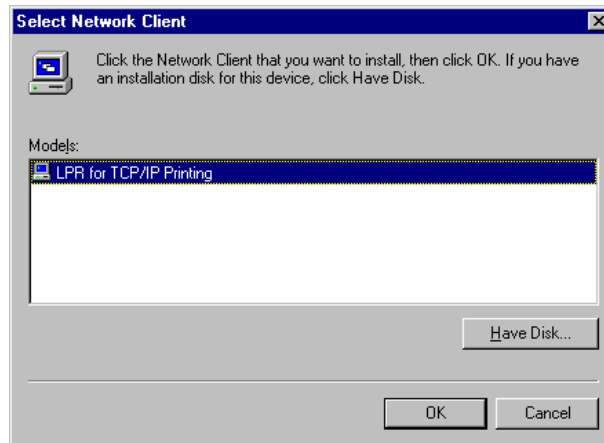 Select Network Client
Click the Network Client that you want to install, then click OK. If you have
an installation disk for this device, click Have Disk.
Models:
LPR for TCP/IP Printing
Have Disk...
OK
Cancel